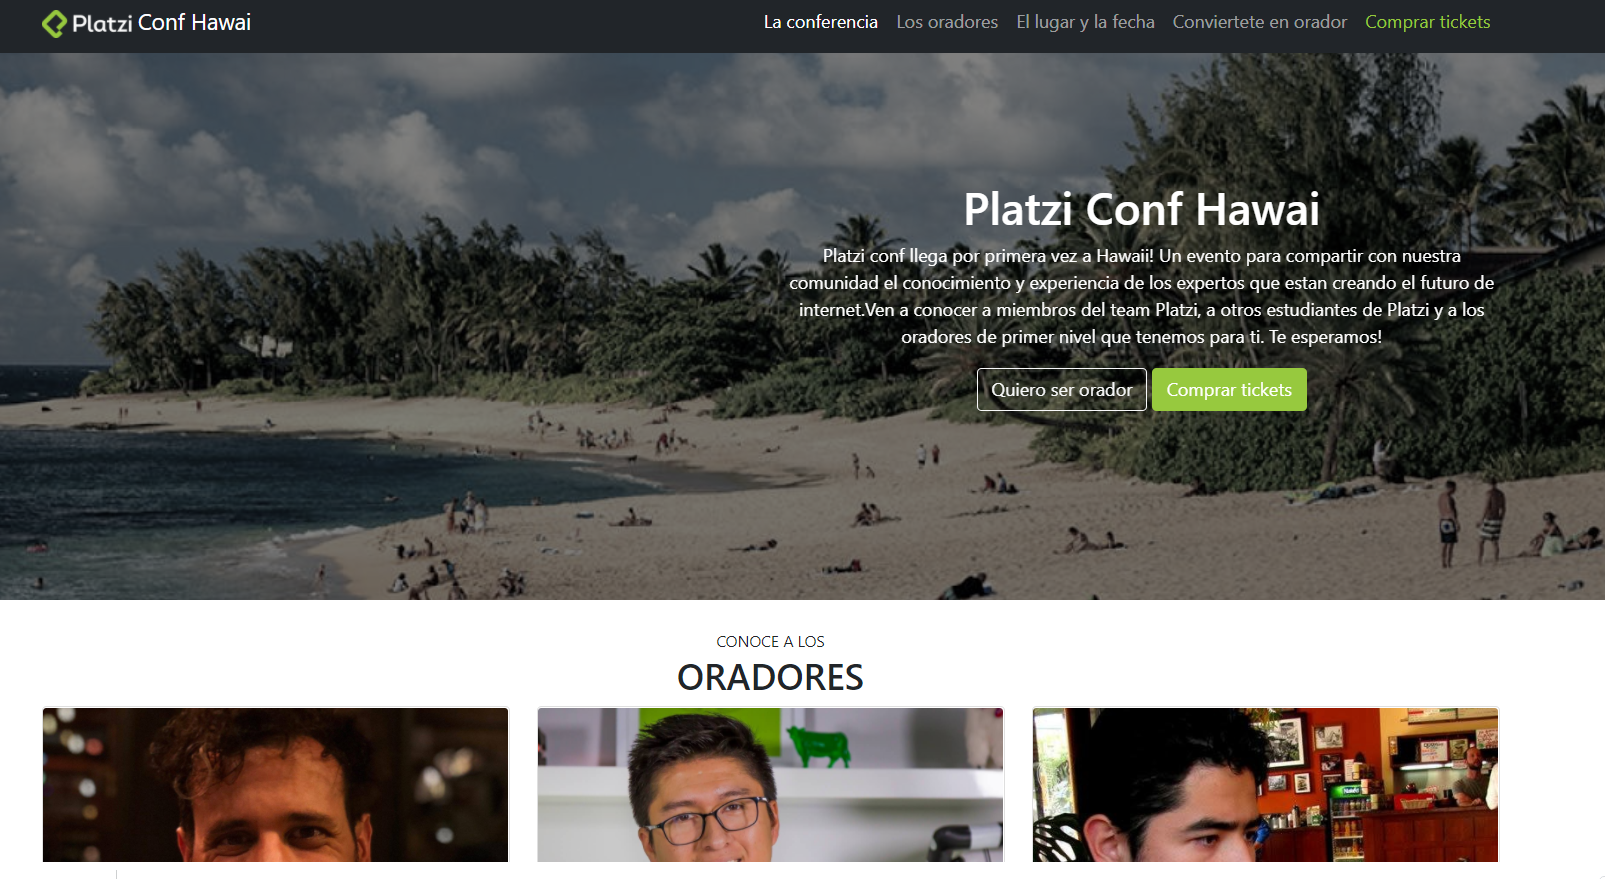 Platzi Conf Hawai
La conferencia
Los oradores
El lugar y la fecha
Conviertete en orador
Comprar tickets
Platzi Conf Hawai
Platzi conf llega por primera vez a Hawaii! Un evento para compartir con nuestra
comunidad el conocimiento y experiencia de los expertos que estan creando el futuro de
internet.Ven a conocer a miembros del team Platzi, a otros estudiantes de Platzi y a los
oradores de primer nivel que tenemos para ti. Te esperamos!
Quiero ser orador
Comprar tickets
CONOCE A LOS
ORADORES